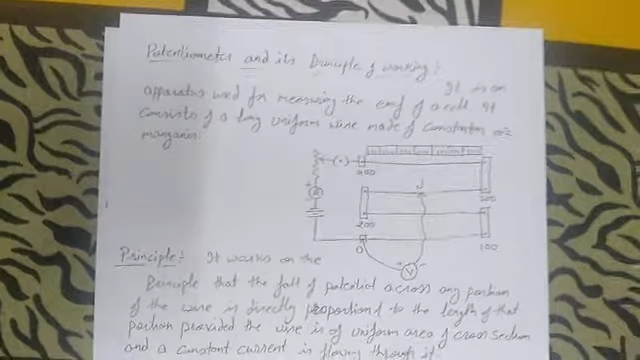 Potentiometer and its Principle of working:
It is an
apparatus used for measuring the emf of a cell. It
consists of a long uniform wire made of constantan or
manganin.
400
300
J
200
100
0
A
V
Principle: It works on the
Principle that the fall of potential across any portion
of the wire is directly proportional to the length of that
portion provided the wire is of uniform area of cross section
and a constant current is flowing through it.